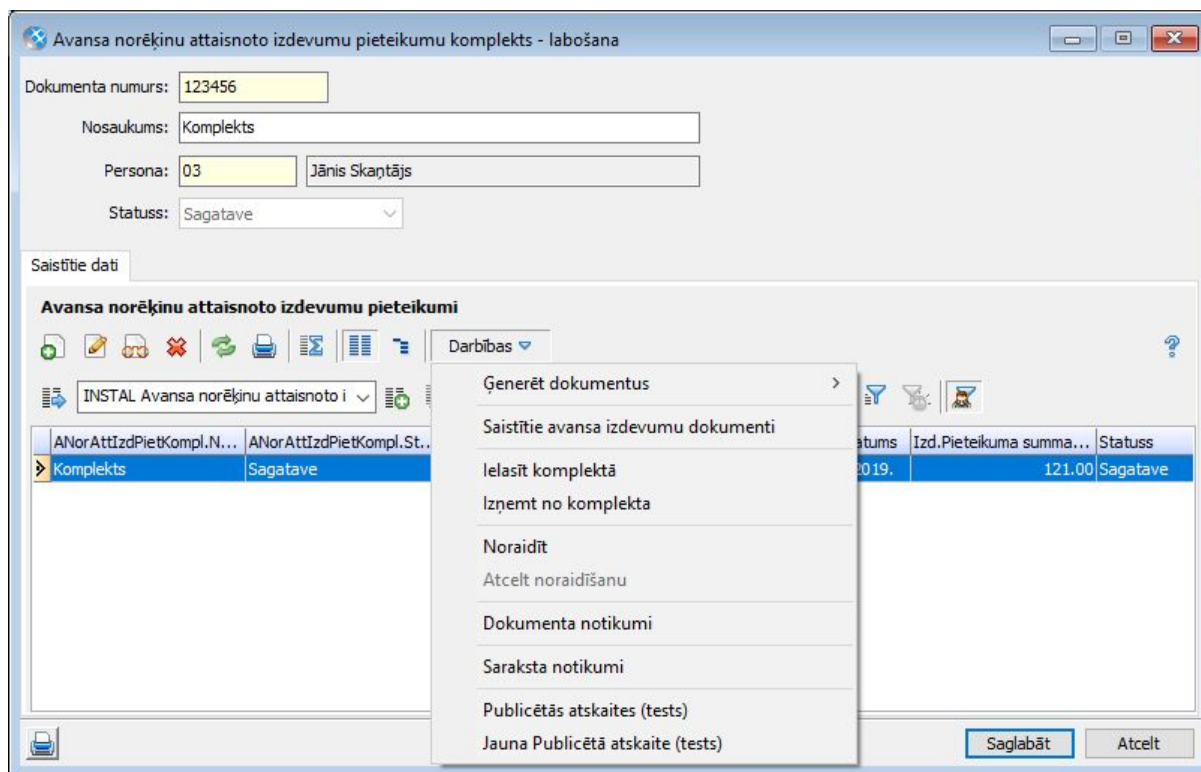 Avansa norēķinu attaisnoto izdevumu pieteikumu komplekts - labošana
Dokumenta numurs: 123456
Nosaukums: Komplekts
Persona: 03 Jānis Skaņtājs
Statuss: Sagatave
Saistītie dati
Avansa norēķinu attaisnoto izdevumu pieteikumi
Darbības
INSTAL Avansa norēķinu attaisnoto i
ANorAttIzdPietKompl.N... ANorAttIzdPietKompl.St... atums Izd.Pieteikuma summa... Statuss
Komplekts Sagatave 2019. 121.00 Sagatave
Ģenerēt dokumentus
Saistītie avansa izdevumu dokumenti
Ielasīt komplektā
Izņemt no komplekta
Noraidīt
Atcelt noraidīšanu
Dokumenta notikumi
Saraksta notikumi
Publicētās atskaites (tests)
Jauna Publicētā atskaite (tests)
Saglabāt Atcelt